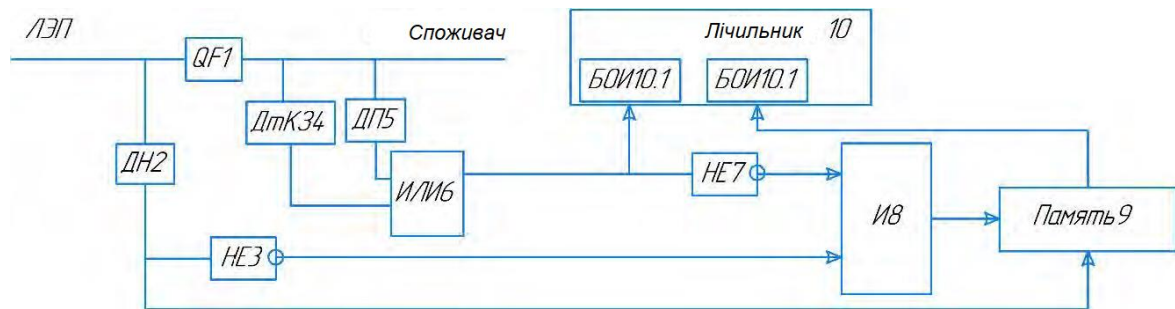 ЛЭП
QF1
Споживач
Лічильник 10
БОИ10.1
БОИ10.1
ДтКЗ4
ДП5
ДН2
ИЛИ6
НЕ7
И8
Память9
НЕ3